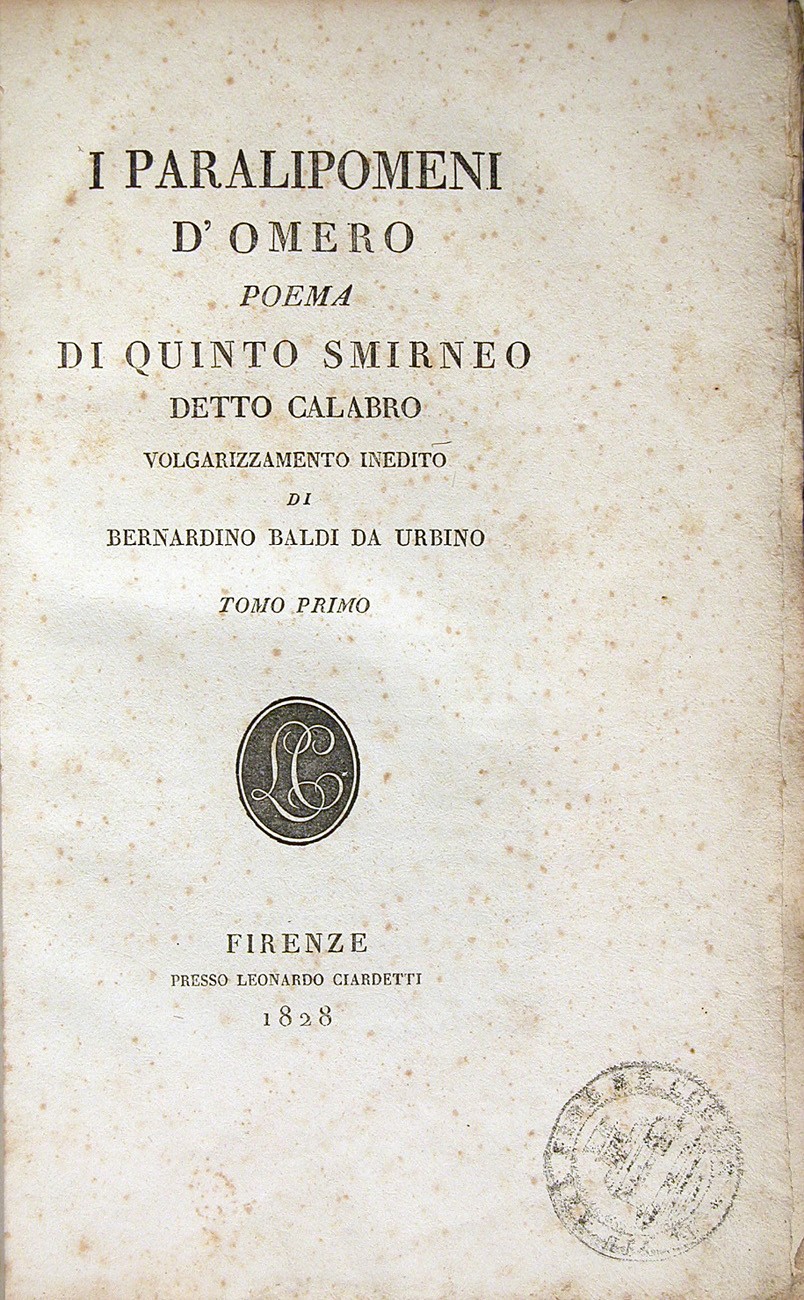 I PARALIPOMENI
D' OMERO
POEMA
DI QUINTO SMIRNEO
DETTO CALABRO
VOLGARIZZAMENTO INEDITO
DI
BERNARDINO BALDI DA URBINO
TOMO PRIMO
LC
FIRENZE
PRESSO LEONARDO CIARDETTI
1828